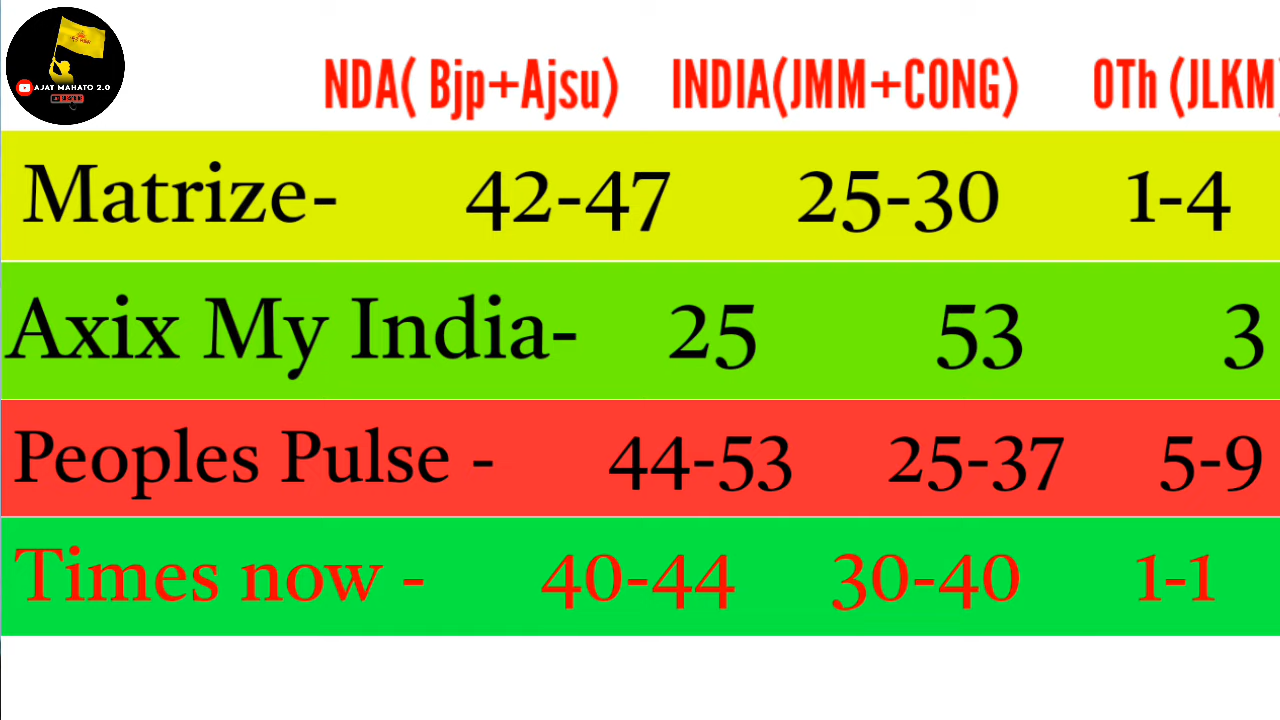 AJAT MAHATO 2.0
NDA( Bjp+Ajsu) INDIA(JMM+CONG) OTh (JLKM)
Matrize- 42-47 25-30 1-4
Axix My India- 25 53 3
Peoples Pulse - 44-53 25-37 5-9
Times now - 40-44 30-40 1-1